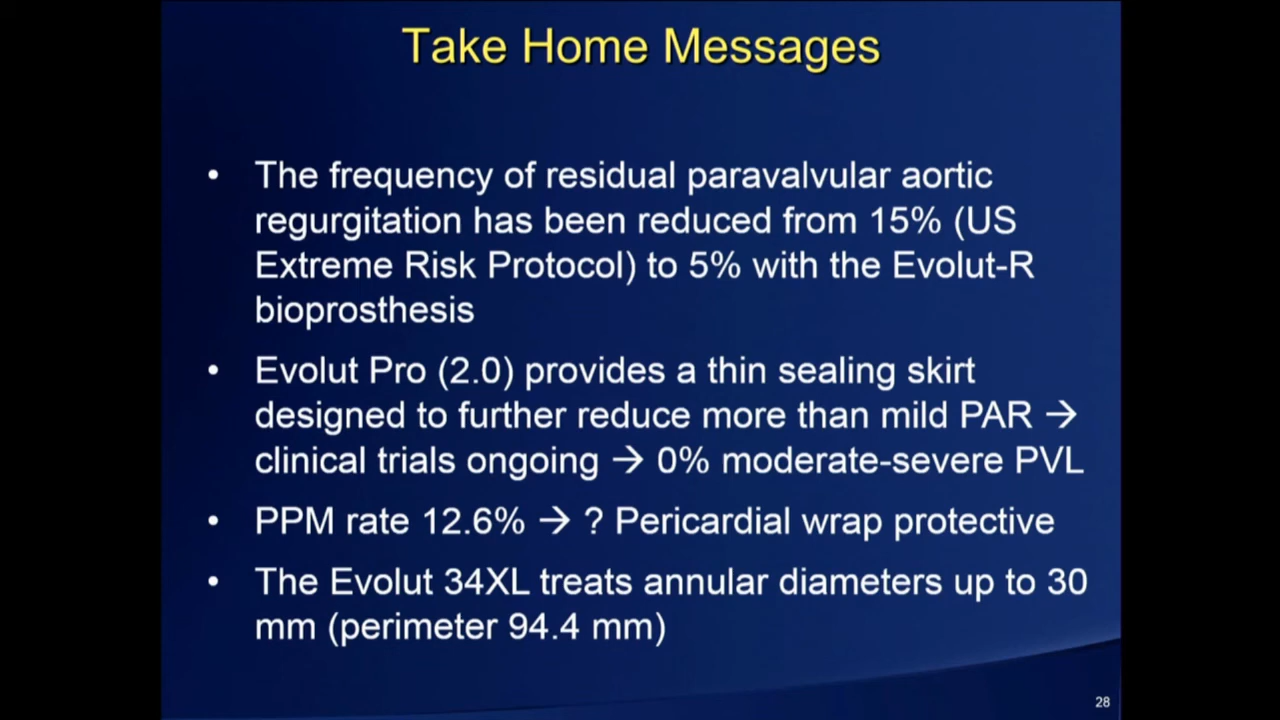 Take Home Messages
• The frequency of residual paravalvular aortic
regurgitation has been reduced from 15% (US
Extreme Risk Protocol) to 5% with the Evolut-R
bioprosthesis
• Evolut Pro (2.0) provides a thin sealing skirt
designed to further reduce more than mild PAR →
clinical trials ongoing → 0% moderate-severe PVL
• PPM rate 12.6% → ? Pericardial wrap protective
• The Evolut 34XL treats annular diameters up to 30
mm (perimeter 94.4 mm)
28